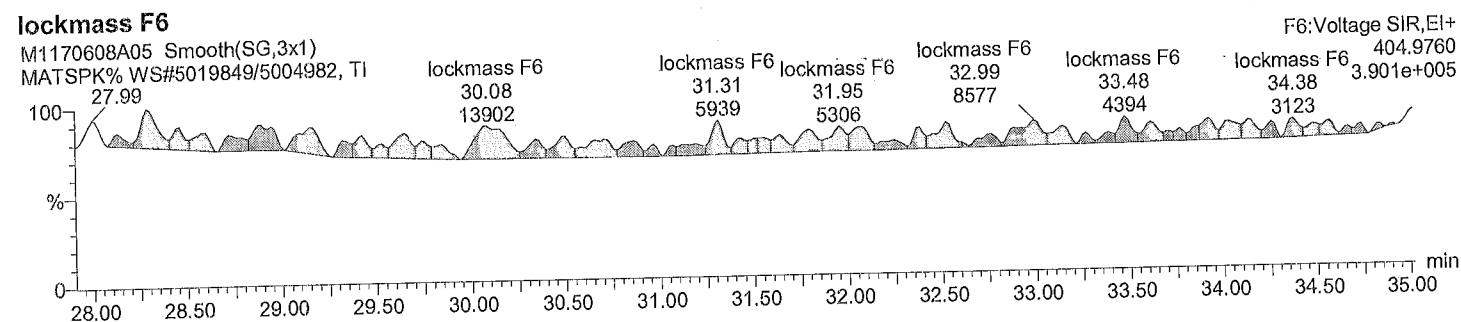 lockmass F6
M1170608A05 Smooth(SG,3x1)
MATSPK% WS#5019849/5004982, TI
F6:Voltage SIR,EI+
404.9760
3.901e+005
27.99
lockmass F6
30.08
13902
lockmass F6
31.31
5939
lockmass F6
31.95
5306
lockmass F6
32.99
8577
lockmass F6
33.48
4394
lockmass F6
34.38
3123
100
%
0
28.00 28.50 29.00 29.50 30.00 30.50 31.00 31.50 32.00 32.50 33.00 33.50 34.00 34.50 35.00 min